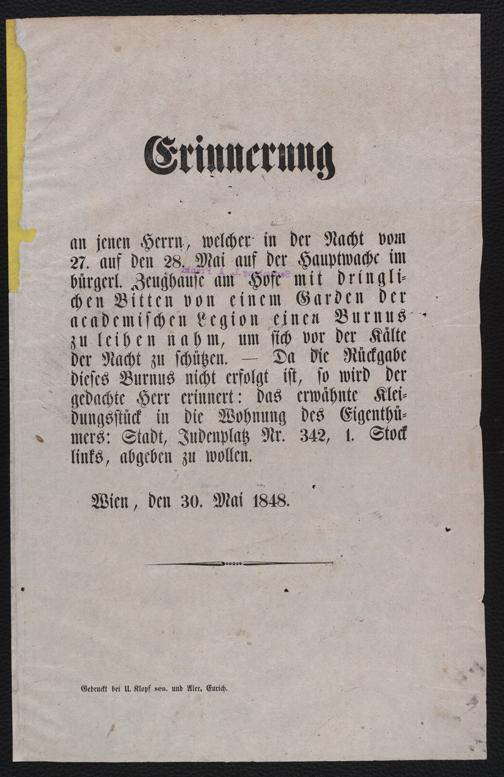 Erinnerung
an jenen Herrn, welcher in der Nacht vom
27. auf den 28. Mai auf der Hauptwache im
bürgerl. Zeughause am Hofe mit dringli-
chen Bitten von einem Garden der
academischen Legion einen Burnus
zu leihen nahm, um sich vor der Kälte
der Nacht zu schützen. — Da die Rückgabe
dieses Burnus nicht erfolgt ist, so wird der
gedachte Herr erinnert: das erwähnte Klei-
dungsstück in die Wohnung des Eigenthü-
mers: Stadt, Judenplatz Nr. 342, 1. Stock
links, abgeben zu wollen.
Wien, den 30. Mai 1848.
Gedruckt bei U. Klopf sen. und Alex. Eurich.